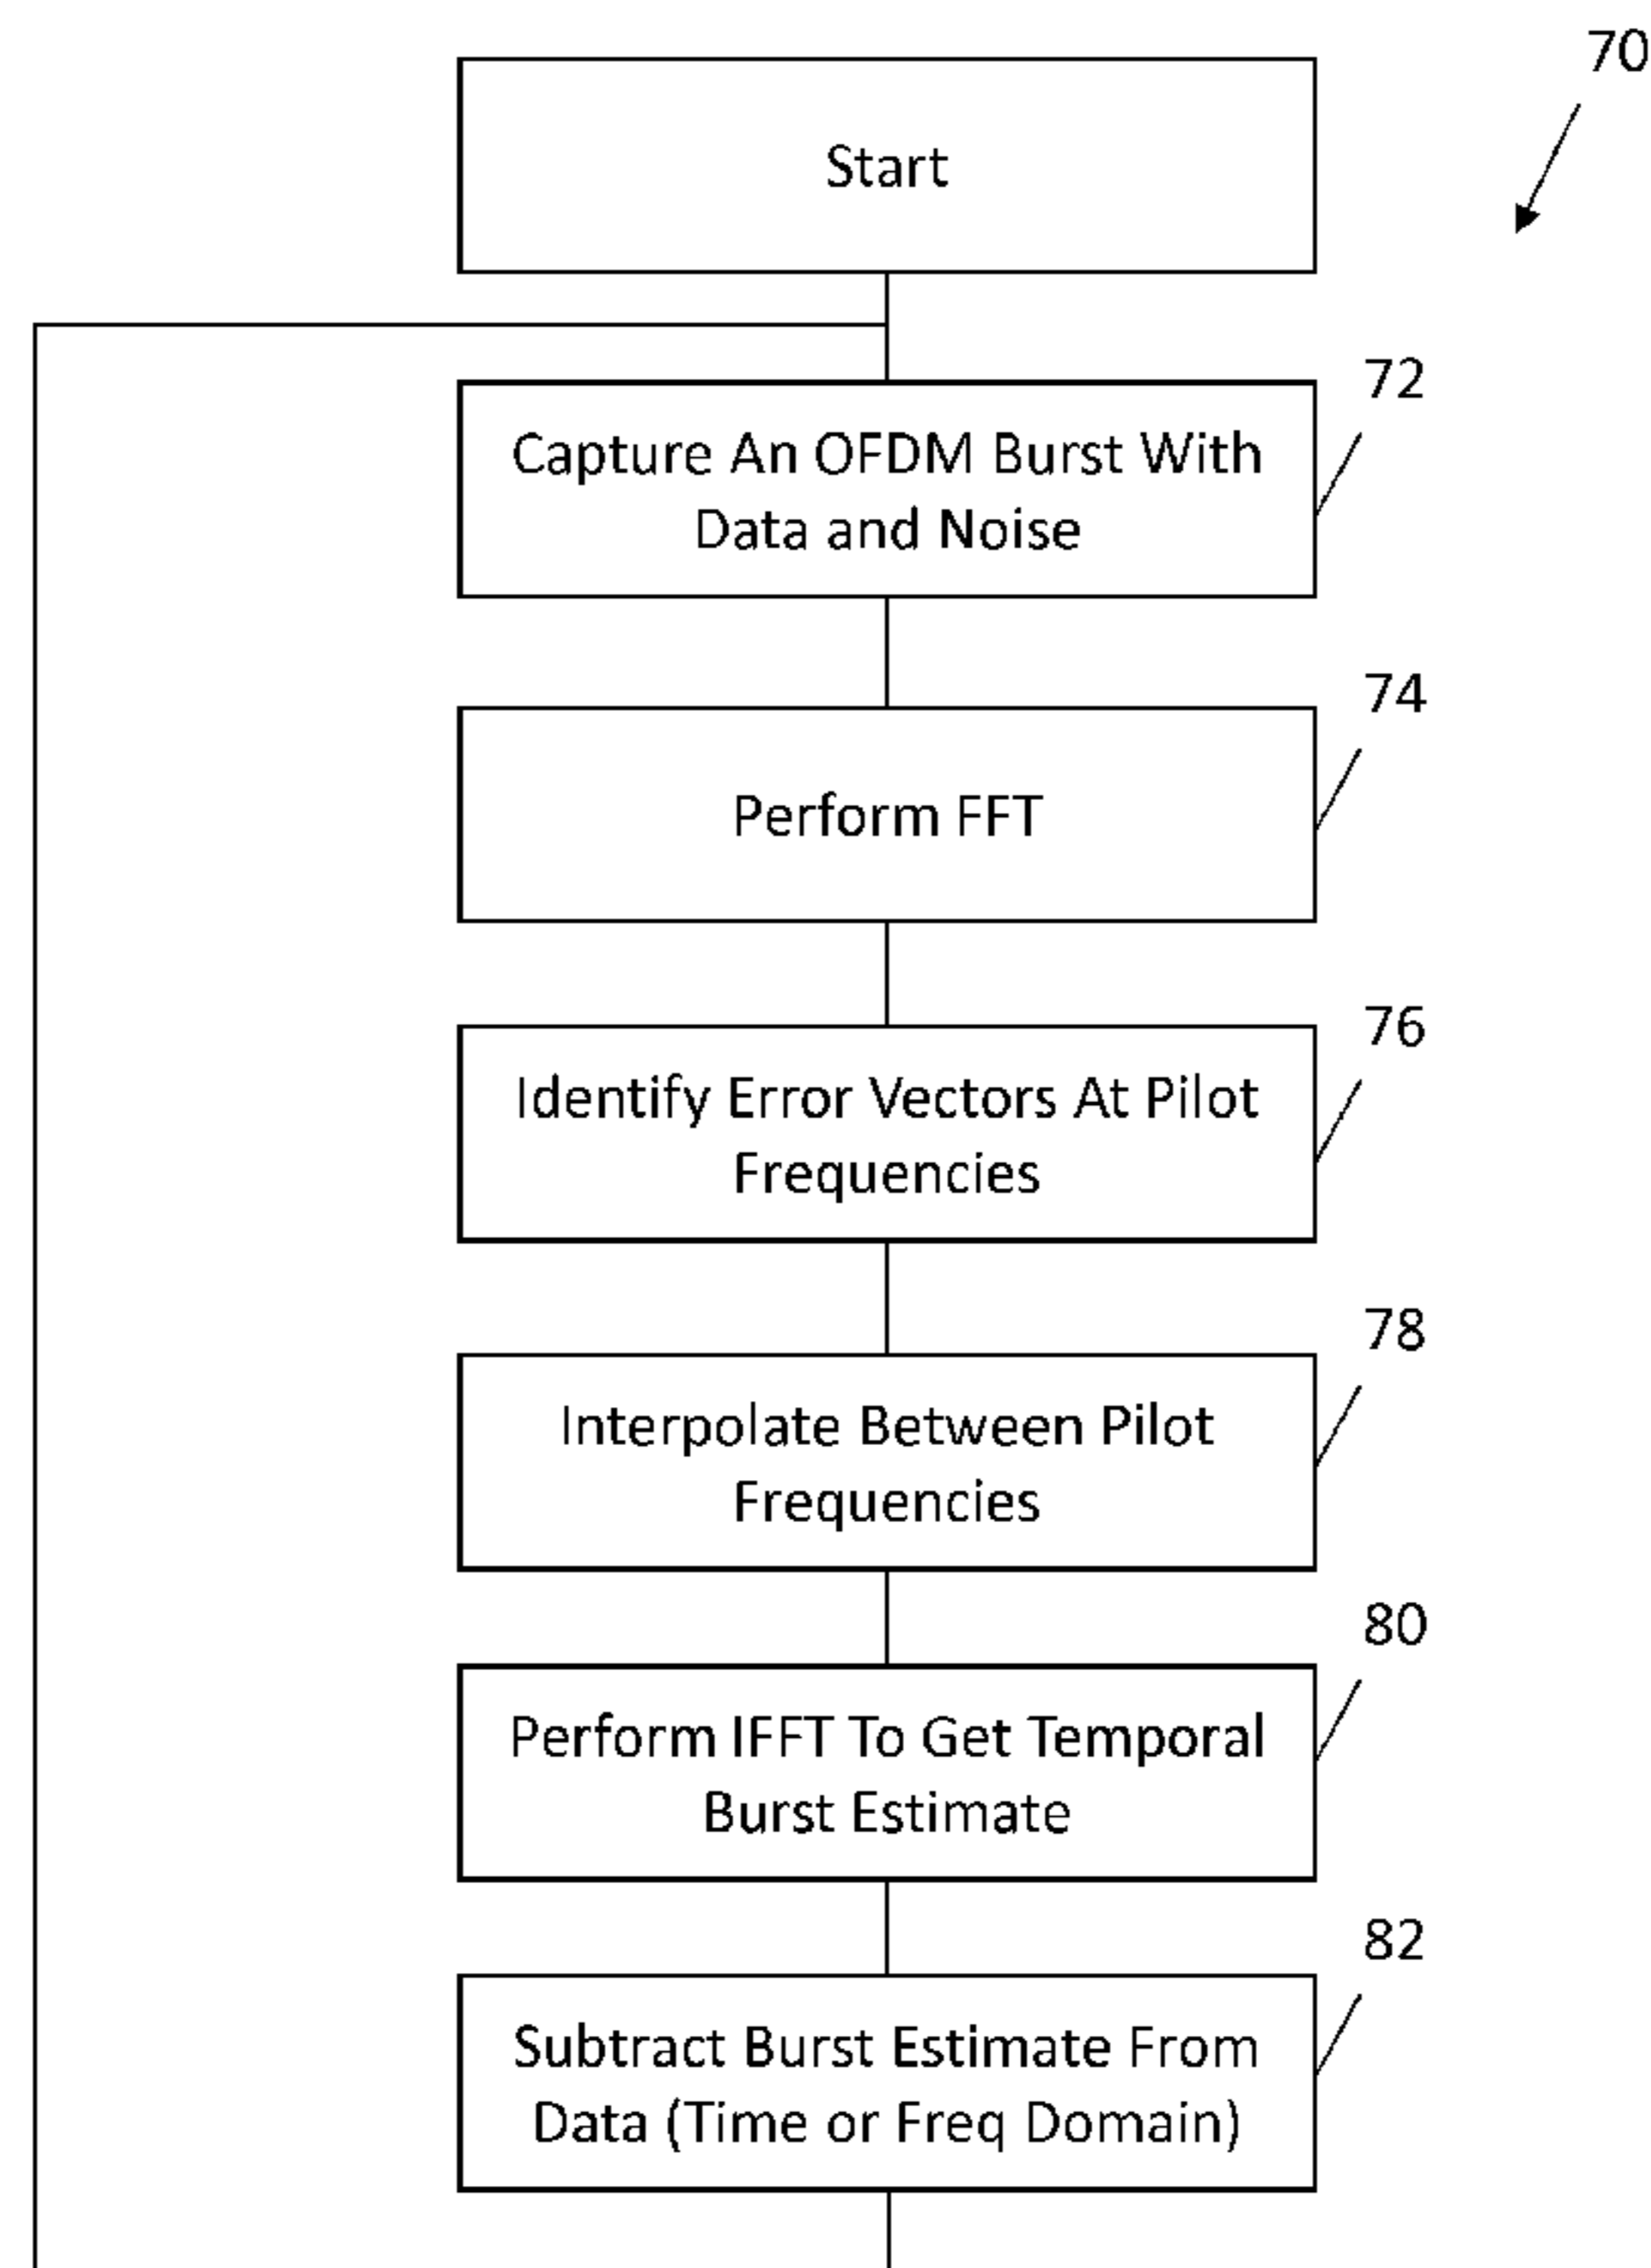 70
Start
72
Capture An OFDM Burst With
Data and Noise
74
Perform FFT
76
Identify Error Vectors At Pilot
Frequencies
78
Interpolate Between Pilot
Frequencies
80
Perform IFFT To Get Temporal
Burst Estimate
82
Subtract Burst Estimate From
Data (Time or Freq Domain)